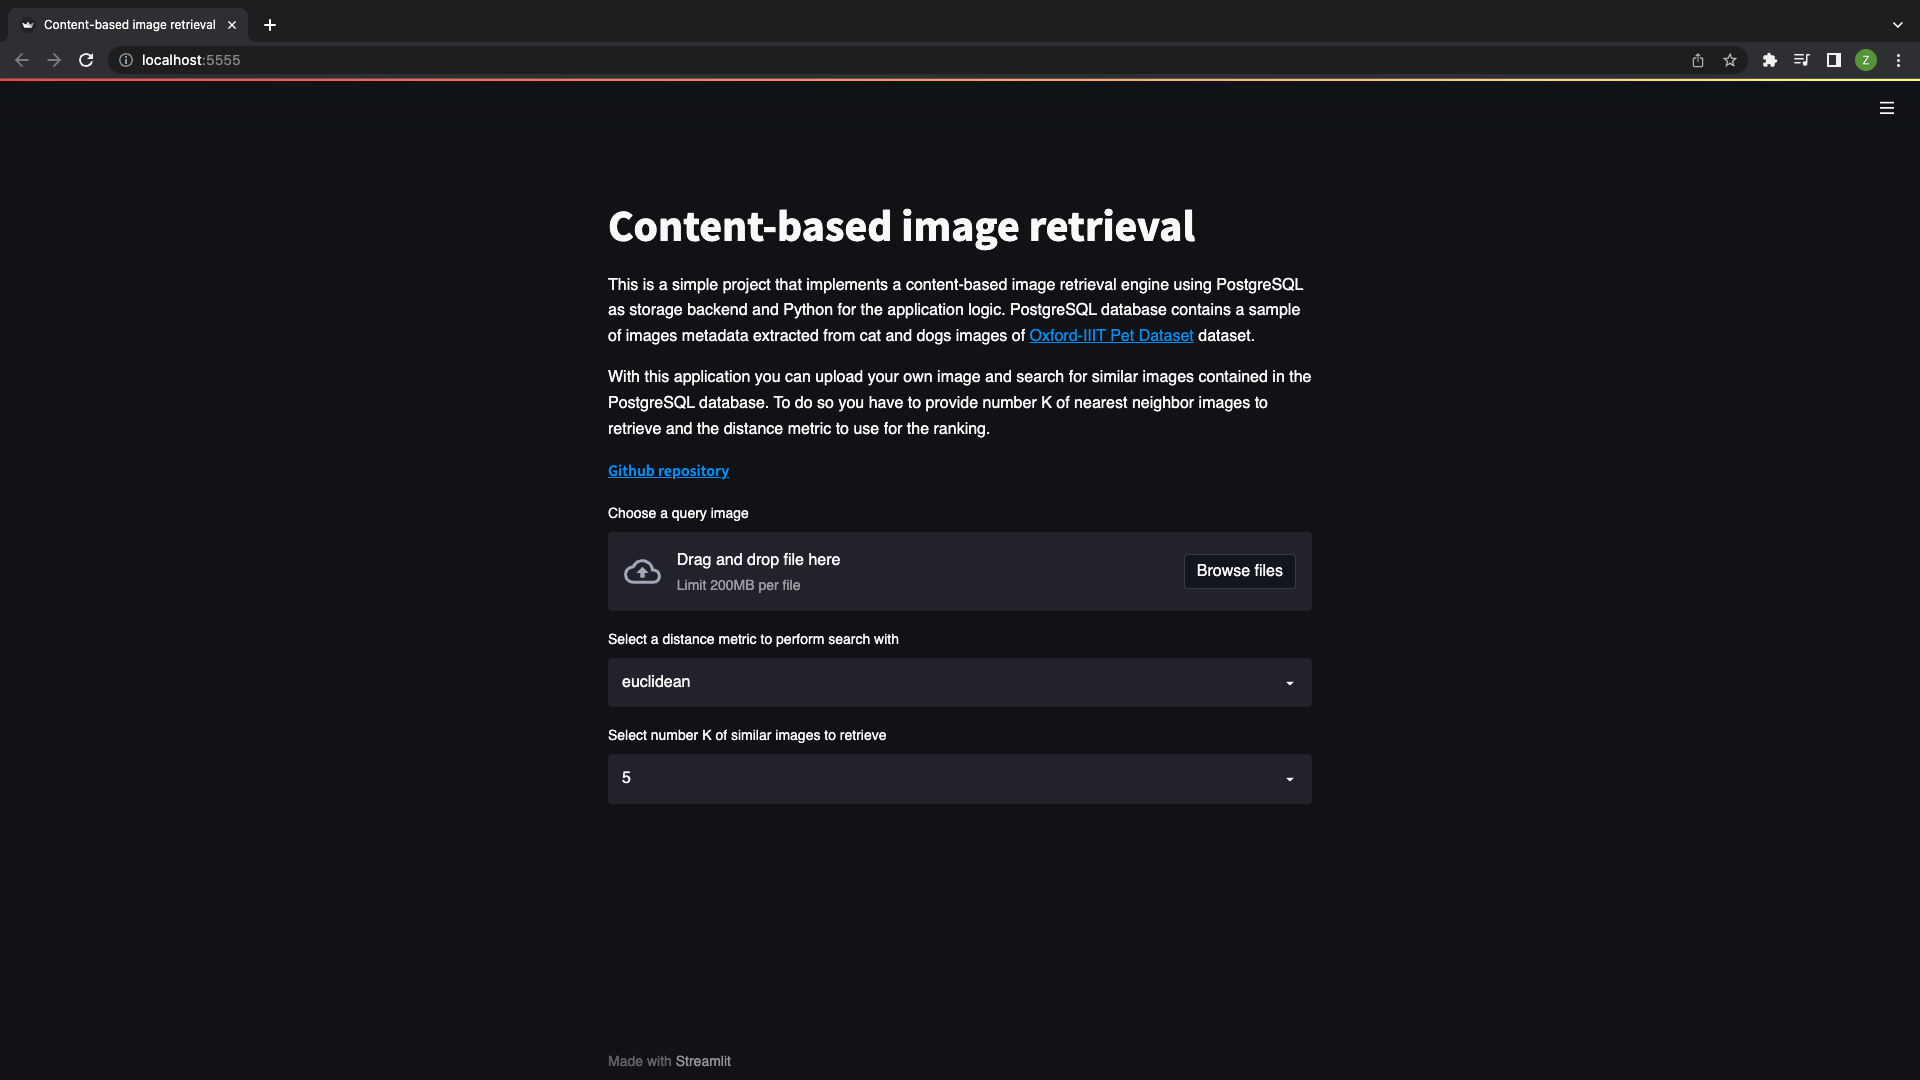 Content-based image retrieval
localhost:5555
Z
Content-based image retrieval
This is a simple project that implements a content-based image retrieval engine using PostgreSQL
as storage backend and Python for the application logic. PostgreSQL database contains a sample
of images metadata extracted from cat and dogs images of Oxford-IIIT Pet Dataset dataset.
With this application you can upload your own image and search for similar images contained in the
PostgreSQL database. To do so you have to provide number K of nearest neighbor images to
retrieve and the distance metric to use for the ranking.
Github repository
Choose a query image
Drag and drop file here
Limit 200MB per file
Browse files
Select a distance metric to perform search with
euclidean
Select number K of similar images to retrieve
5
Made with Streamlit